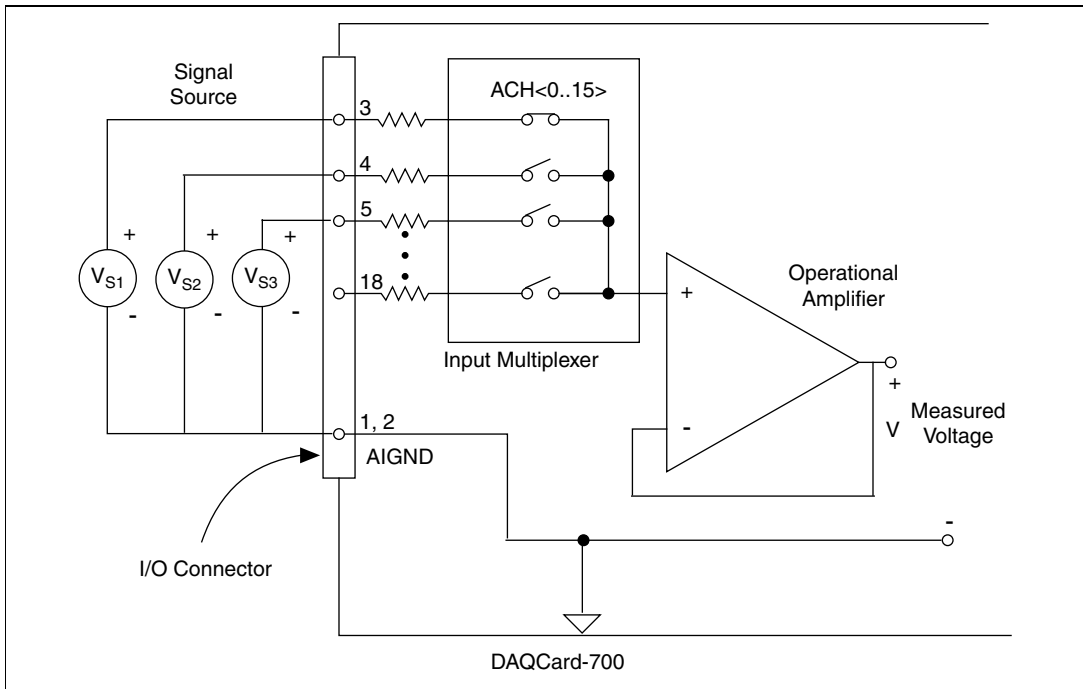 Signal
Source
ACH<0..15>
3
4
5
18
+
+
+
V_S1
V_S2
V_S3
-
-
-
+
Operational
Amplifier
Input Multiplexer
+
Measured
V
Voltage
-
1, 2
AIGND
-
I/O Connector
DAQCard-700